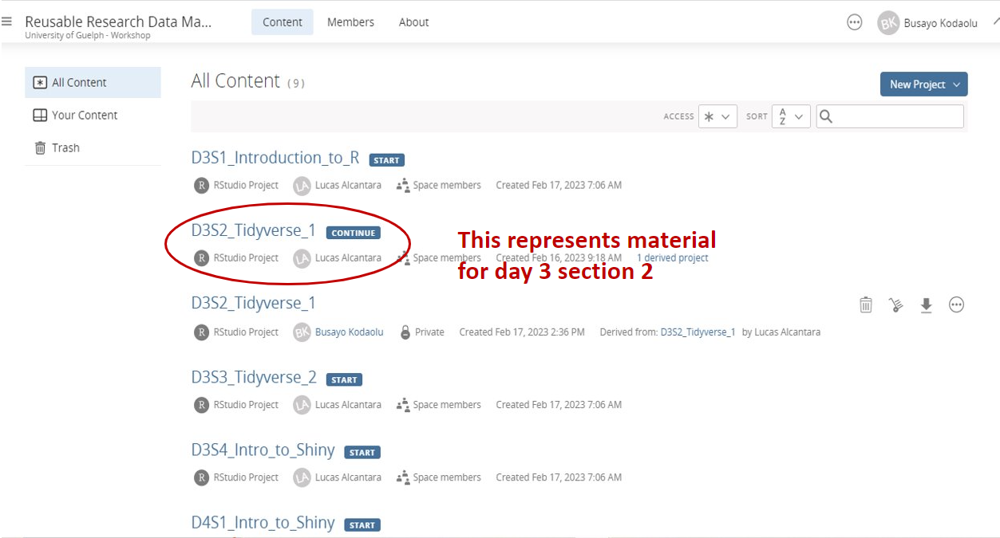 Reusable Research Data Ma...
University of Guelph - Workshop
Content
Members
About
BK
Busayo Kodaolu
All Content
Your Content
Trash
All Content (9)
New Project
ACCESS
SORT
A
Z
D3S1_Introduction_to_R START
R RStudio Project LA Lucas Alcantara Space members Created Feb 17, 2023 7:06 AM
D3S2_Tidyverse_1 CONTINUE
R RStudio Project LA Lucas Alcantara Space members Created Feb 16, 2023 9:18 AM 1 derived project
This represents material
for day 3 section 2
D3S2_Tidyverse_1
R RStudio Project BK Busayo Kodaolu Private Created Feb 17, 2023 2:36 PM Derived from: D3S2_Tidyverse_1 by Lucas Alcantara
D3S3_Tidyverse_2 START
R RStudio Project LA Lucas Alcantara Space members Created Feb 17, 2023 7:06 AM
D3S4_Intro_to_Shiny START
R RStudio Project LA Lucas Alcantara Space members Created Feb 17, 2023 7:06 AM
D4S1_Intro_to_Shiny START